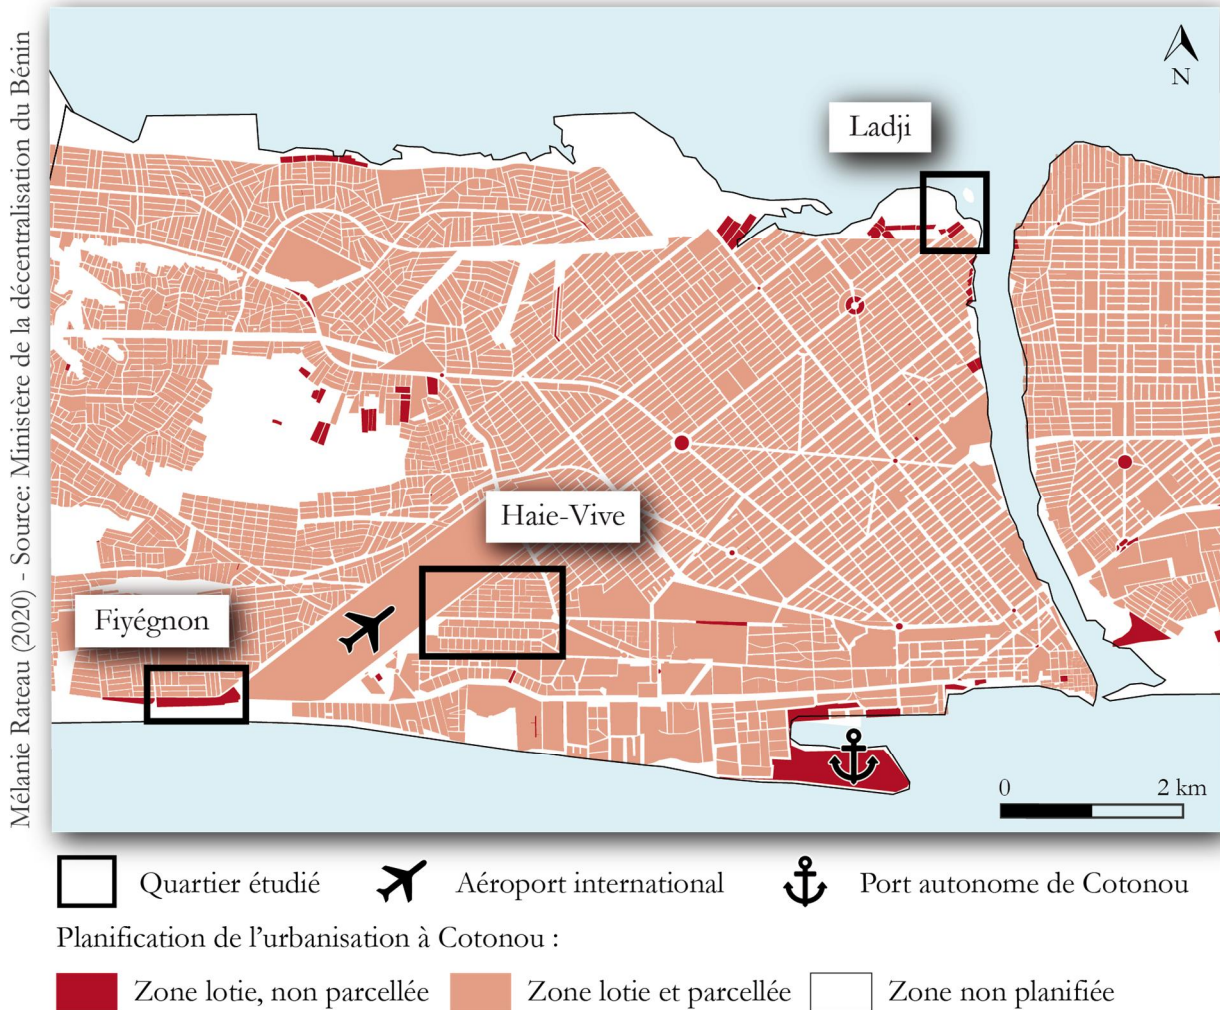 Mélanie Rateau (2020) - Source: Ministère de la décentralisation du Bénin
N
Ladji
Haie-Vive
Fiyégnon
0 2 km
Quartier étudié Aéroport international Port autonome de Cotonou
Planification de l'urbanisation à Cotonou :
Zone lotie, non parcellée Zone lotie et parcellée Zone non planifiée